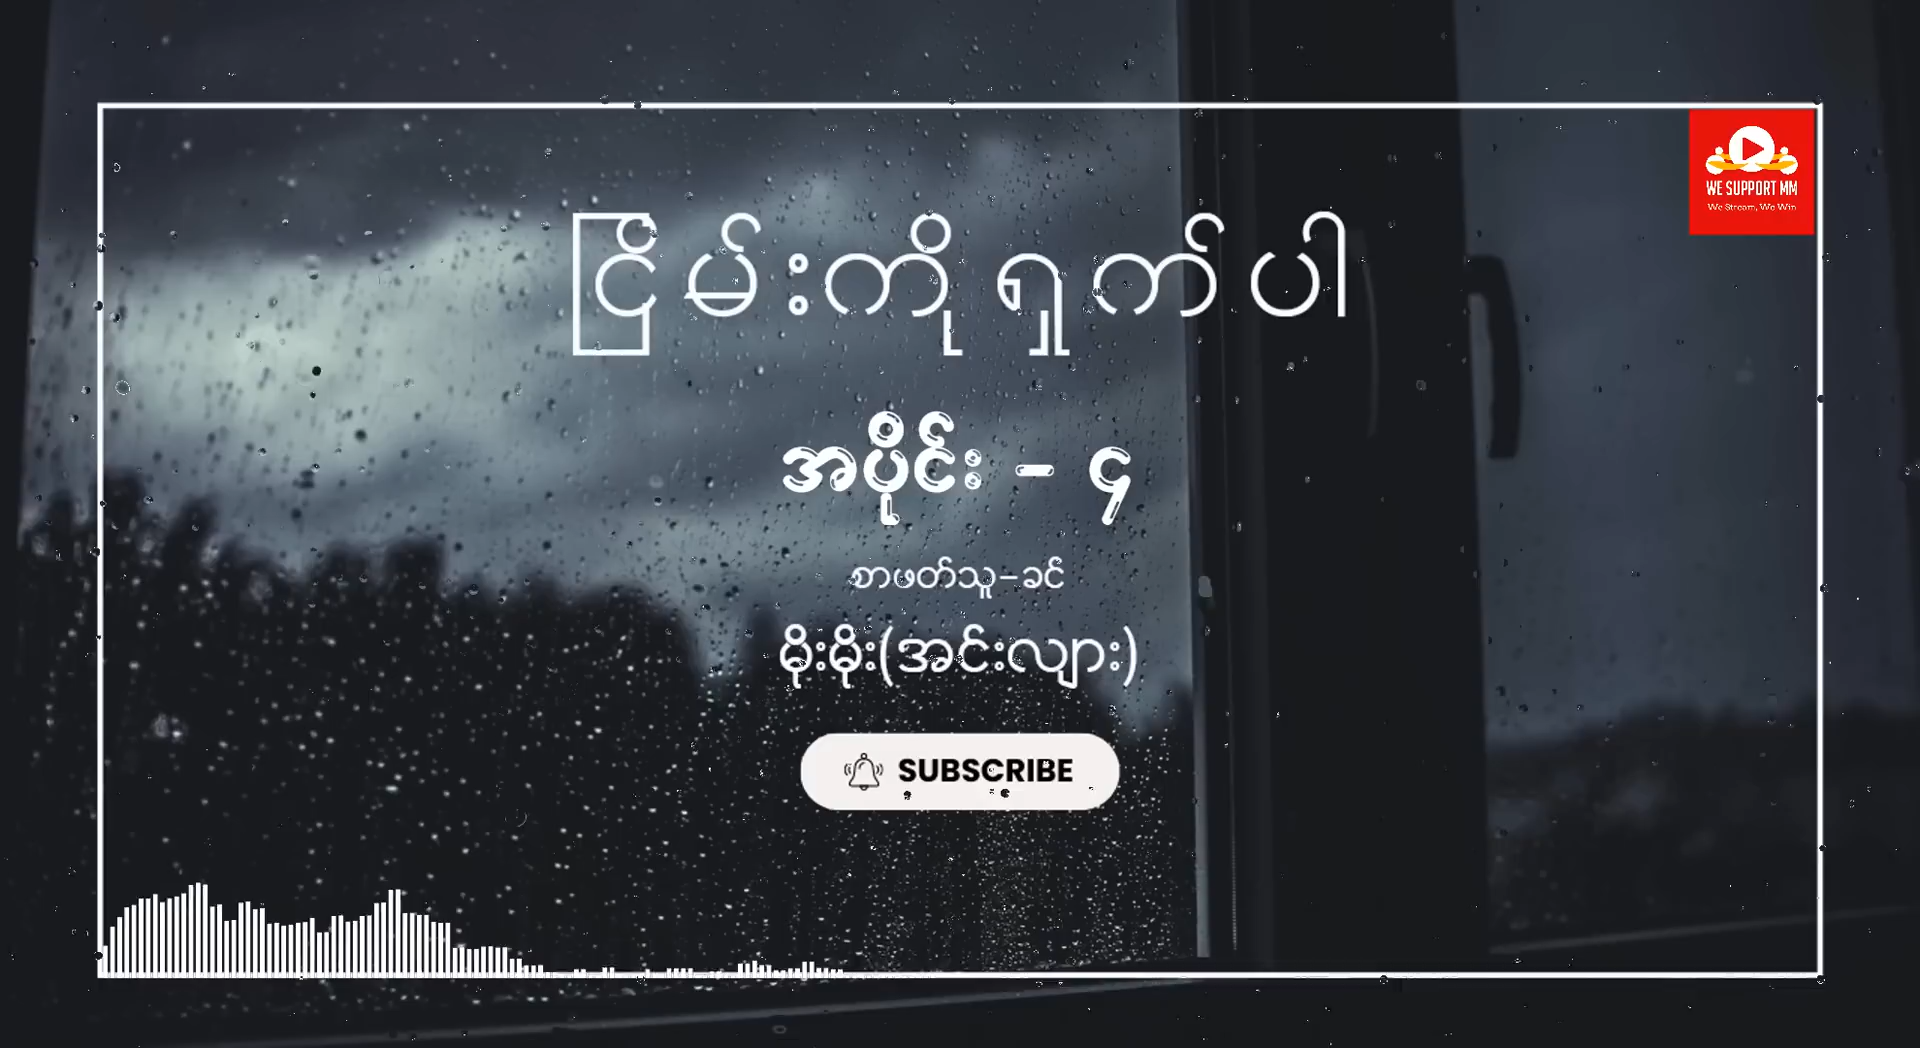 WE SUPPORT MM
We Stream, We Win
ငြိမ်းကို ရှက်ပါ
အပိုင်း - ၄
စာဖတ်သူ-ခင်
မိုးမိုး(အင်းလျား)
SUBSCRIBE